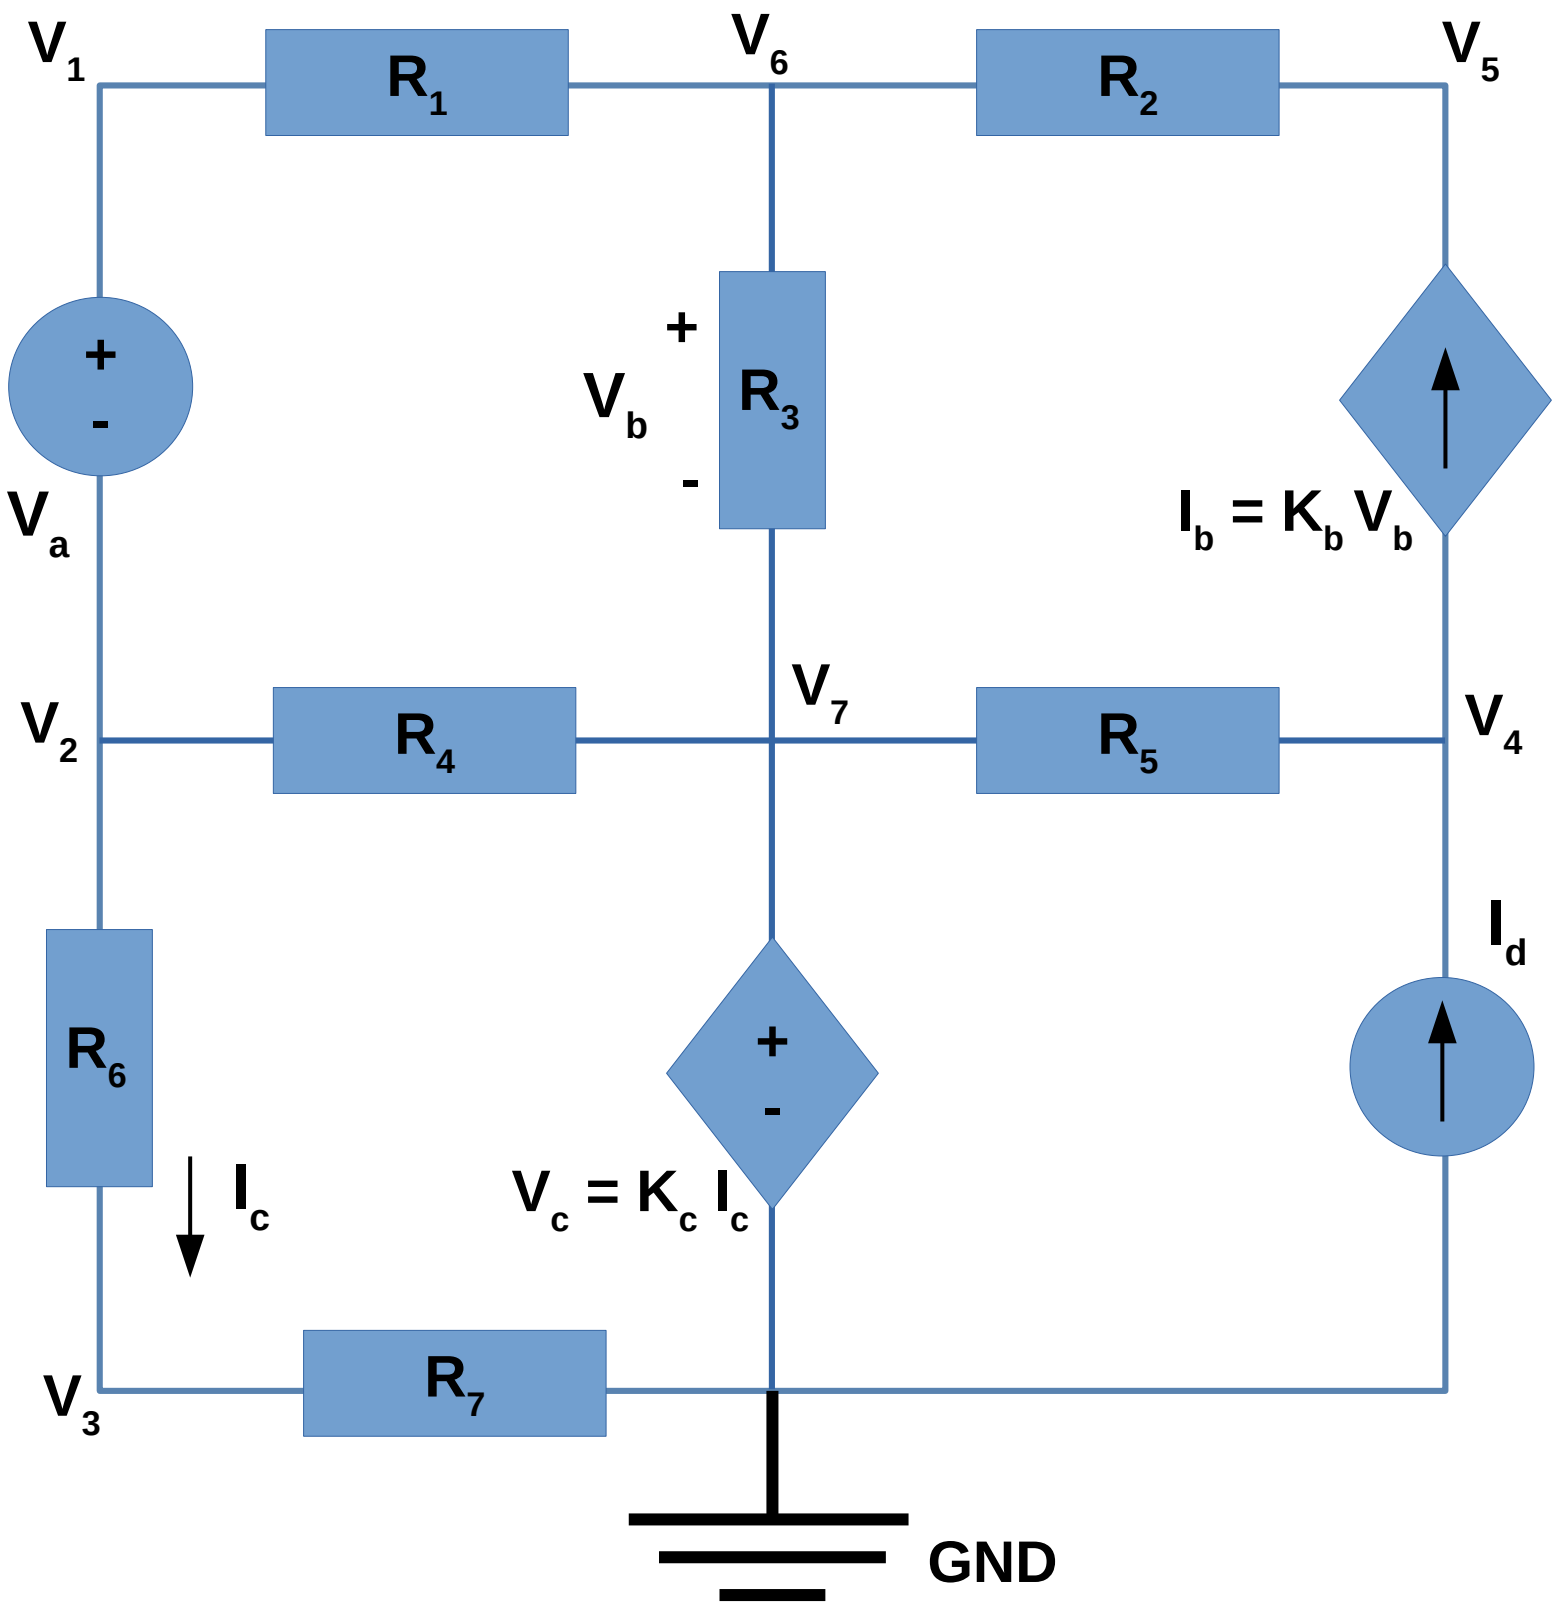 V1
R1
V6
R2
V5
+
-
Va
+
Vb
-
R3
Ib = Kb Vb
V2
R4
V7
R5
V4
R6
Ic
+
-
Vc = Kc Ic
Id
V3
R7
GND